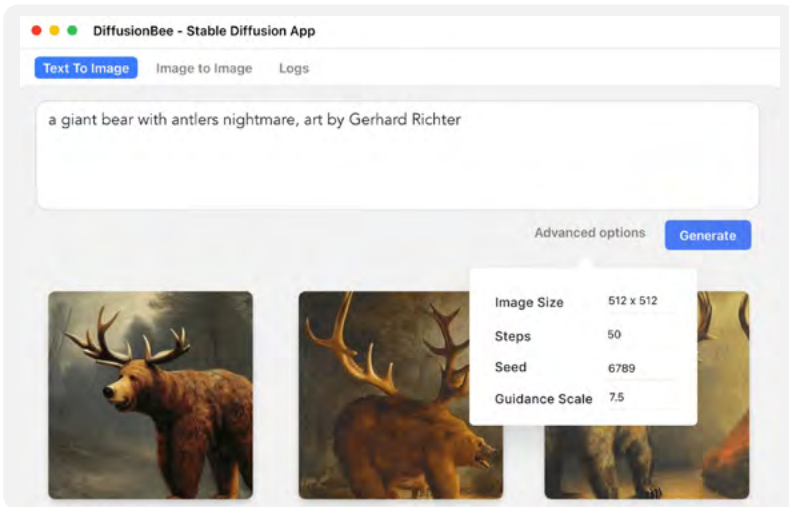 DiffusionBee - Stable Diffusion App
Text To Image Image to Image Logs
a giant bear with antlers nightmare, art by Gerhard Richter
Advanced options Generate
Image Size 512 x 512
Steps 50
Seed 6789
Guidance Scale 7.5